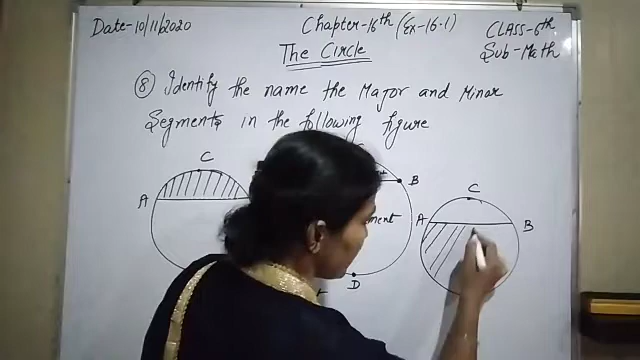 Date-10/11/2020 Chapter-16th (Ex-16.1) CLASS-6th
The Circle Sub-Math
⑧ Identify the name the Major and Minor
Segments in the following figure
C
A
B
ment
D
C
A B